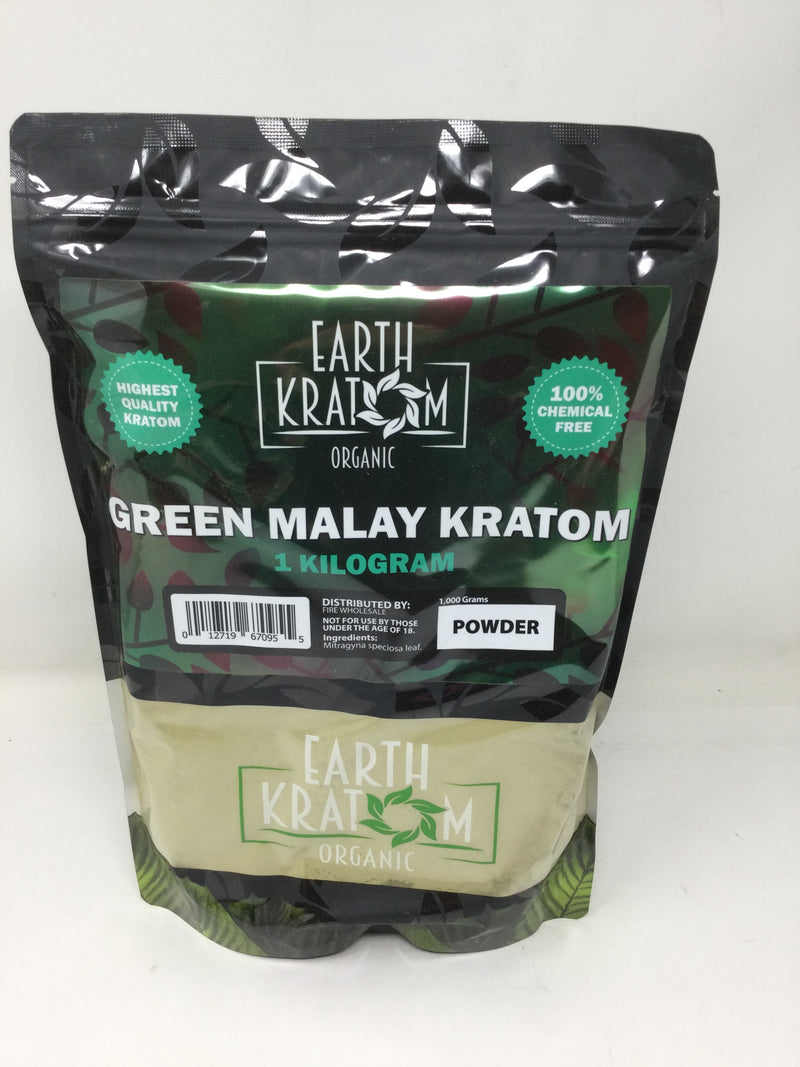 EARTH
KRATOM
ORGANIC
HIGHEST
QUALITY
KRATOM
100%
CHEMICAL
FREE
GREEN MALAY KRATOM
1 KILOGRAM
0 12719 67095 5
DISTRIBUTED BY:
FIRE WHOLESALE
NOT FOR USE BY THOSE
UNDER THE AGE OF 18.
Ingredients:
Mitragyna speciosa leaf.
1,000 Grams
POWDER
EARTH
KRATOM
ORGANIC